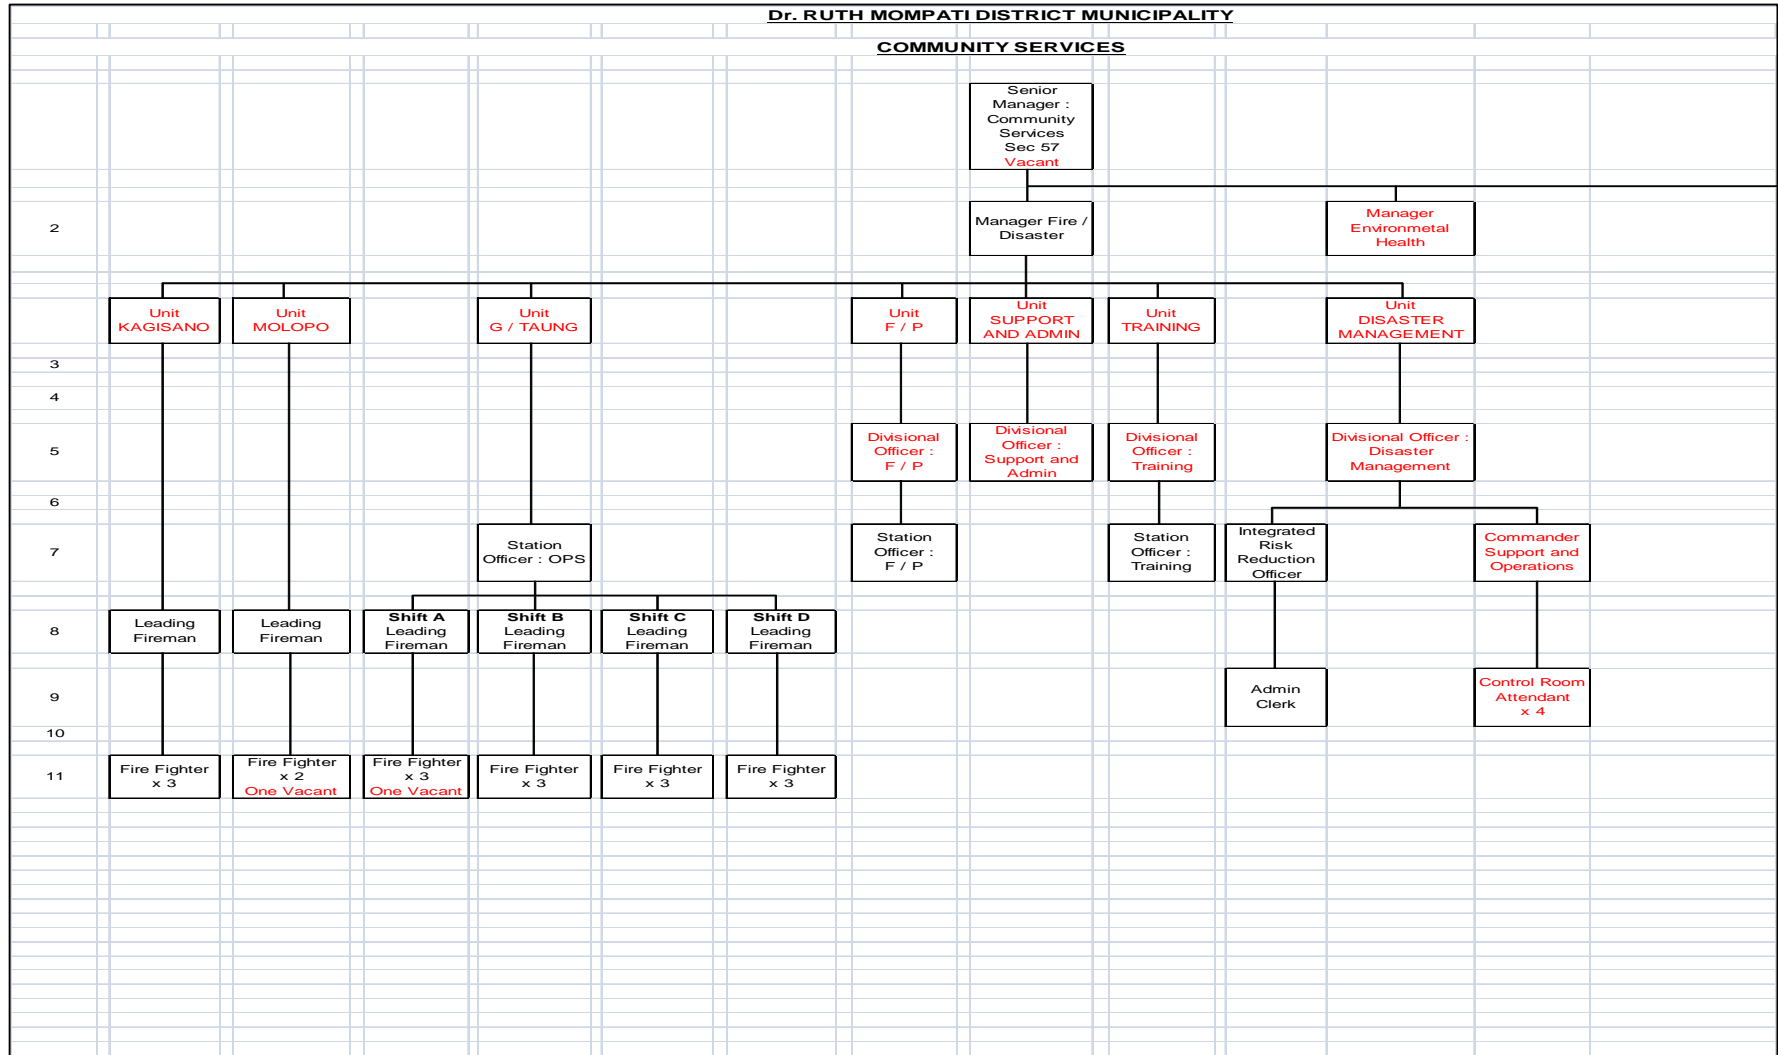 Dr. RUTH MOMPATI DISTRICT MUNICIPALITY
COMMUNITY SERVICES
Senior
Manager :
Community
Services
Sec 57
Vacant
2
Manager Fire /
Disaster
Manager
Environmetal
Health
Unit
KAGISANO
Unit
MOLOPO
Unit
G / TAUNG
Unit
F / P
Unit
SUPPORT
AND ADMIN
Unit
TRAINING
Unit
DISASTER
MANAGEMENT
3
4
5
Divisional
Officer :
F / P
Divisional
Officer :
Support and
Admin
Divisional
Officer :
Training
Divisional Officer :
Disaster
Management
6
7
Station
Officer : OPS
Station
Officer :
F / P
Station
Officer :
Training
Integrated
Risk
Reduction
Officer
Commander
Support and
Operations
8
Leading
Fireman
Leading
Fireman
Shift A
Leading
Fireman
Shift B
Leading
Fireman
Shift C
Leading
Fireman
Shift D
Leading
Fireman
9
Admin
Clerk
Control Room
Attendant
x 4
10
11
Fire Fighter
x 3
Fire Fighter
x 2
One Vacant
Fire Fighter
x 3
One Vacant
Fire Fighter
x 3
Fire Fighter
x 3
Fire Fighter
x 3